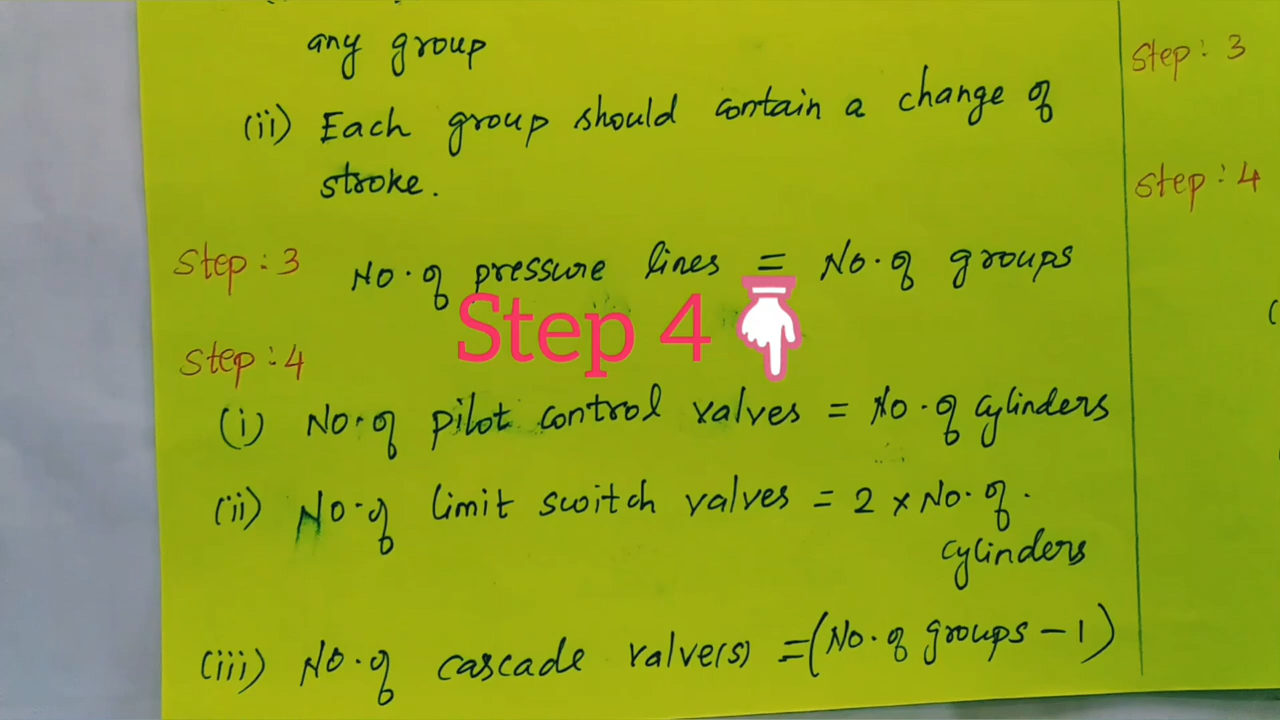 any group
(ii) Each group should contain a change of
stroke.
Step : 3 No. of pressure lines = No. of groups
Step 4
Step : 4
(i) No. of pilot control valves = No. of cylinders
(ii) No. of limit switch valves = 2 x No. of
cylinders
(iii) No. of cascade valve(s) = (No. of groups - 1)
Step : 3
Step : 4